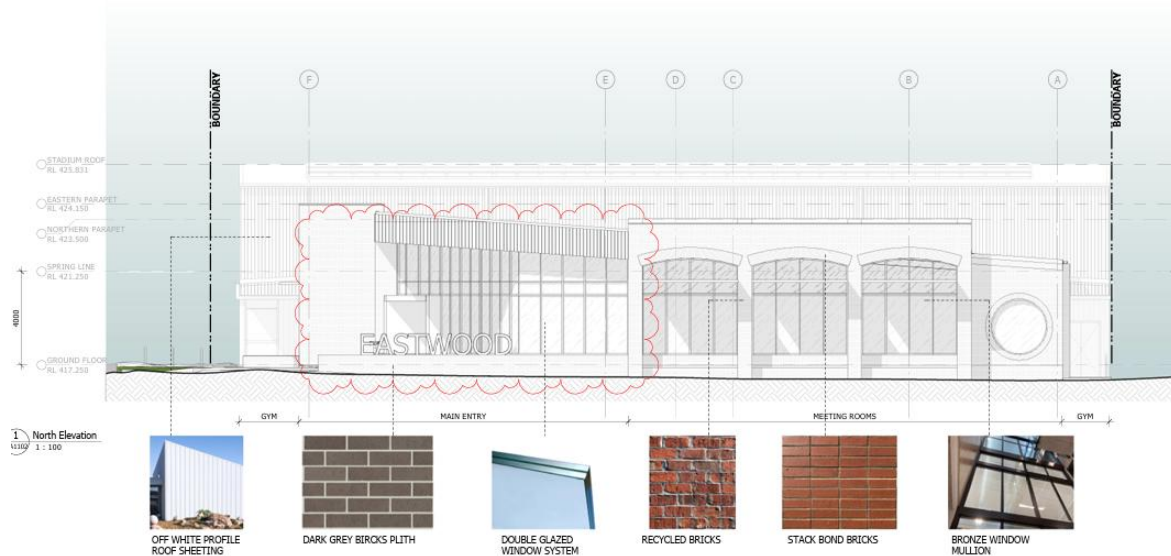 BOUNDARY
F
E
D
C
B
A
BOUNDARY
STADIUM ROOF
RL 425.831
EASTERN PARAPET
RL 424.150
NORTHERN PARAPET
RL 423.500
SPRING LINE
RL 421.250
4000
GROUND FLOOR
RL 417.250
EASTWOOD
GYM
MAIN ENTRY
MEETING ROOMS
GYM
1
North Elevation
1 : 100
OFF WHITE PROFILE
ROOF SHEETING
DARK GREY BIRCKS PLITH
DOUBLE GLAZED
WINDOW SYSTEM
RECYCLED BRICKS
STACK BOND BRICKS
BRONZE WINDOW
MULLION